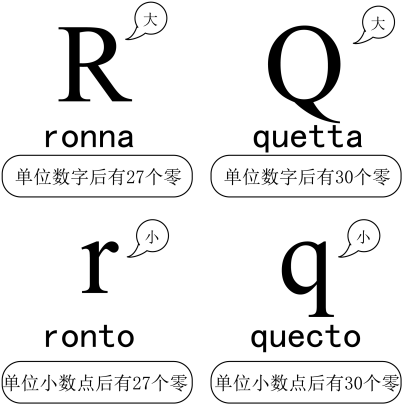 大
R
ronna
单位数字后有27个零
大
Q
quetta
单位数字后有30个零
小
r
ronto
单位小数点后有27个零
小
q
quecto
单位小数点后有30个零